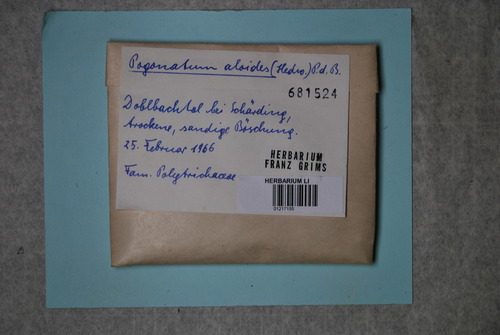 Pogonatum aloides (Hedw.) P.d.B.
681524
Doblbachtal bei Schärding,
trockene, sandige Böschung.
25. Februar 1966
HERBARIUM
FRANZ GRIMS
Fam. Polytrichaceae
HERBARIUM LI
01217155